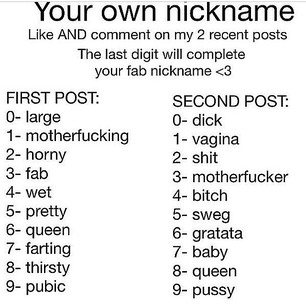 Your own nickname
Like AND comment on my 2 recent posts
The last digit will complete
your fab nickname <3
FIRST POST:
0- large
1- motherfucking
2- horny
3- fab
4- wet
5- pretty
6- queen
7- farting
8- thirsty
9- pubic
SECOND POST:
0- dick
1- vagina
2- shit
3- motherfucker
4- bitch
5- sweg
6- gratata
7- baby
8- queen
9- pussy